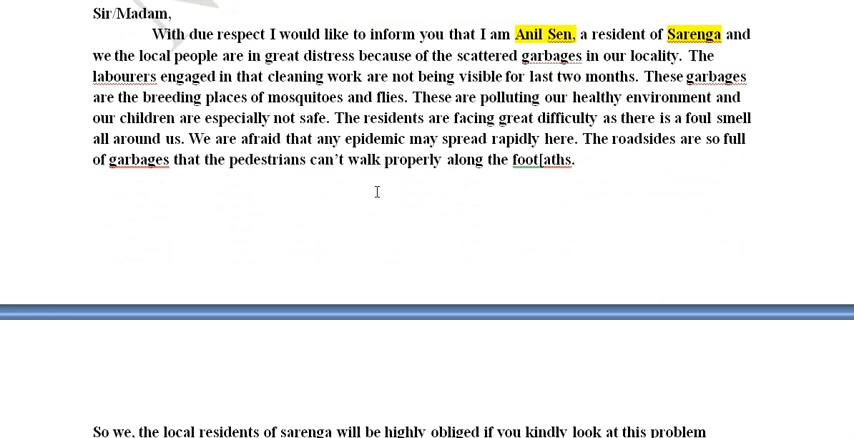 Sir/Madam,
With due respect I would like to inform you that I am Anil Sen, a resident of Sarenga and
we the local people are in great distress because of the scattered garbages in our locality. The
labourers engaged in that cleaning work are not being visible for last two months. These garbages
are the breeding places of mosquitoes and flies. These are polluting our healthy environment and
our children are especially not safe. The residents are facing great difficulty as there is a foul smell
all around us. We are afraid that any epidemic may spread rapidly here. The roadsides are so full
of garbages that the pedestrians can't walk properly along the foot[aths.
So we, the local residents of sarenga will be highly obliged if you kindly look at this problem